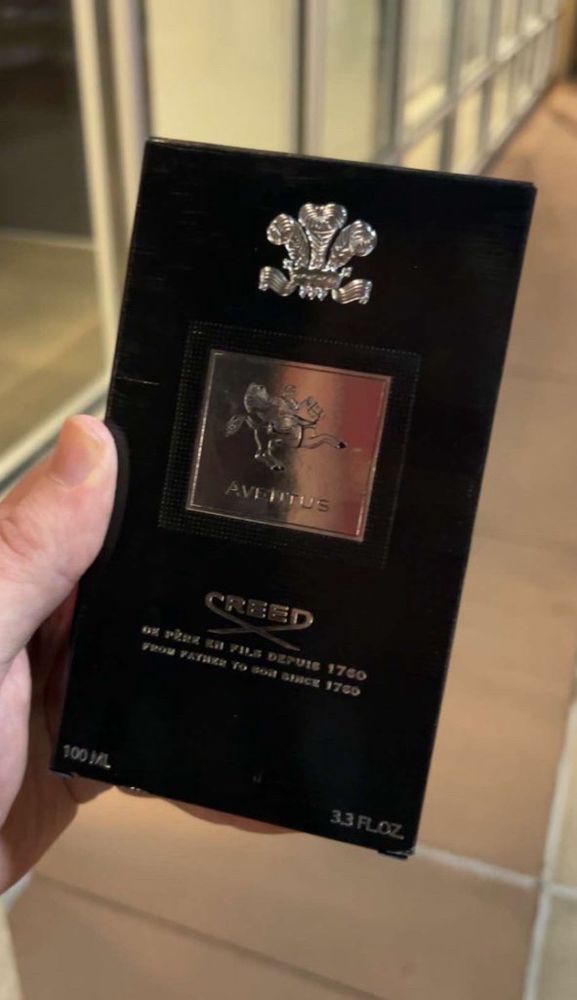 AVENTUS
CREED
DE PÈRE EN FILS DEPUIS 1760
FROM FATHER TO SON SINCE 1760
100 ML
3.3 FL.OZ.